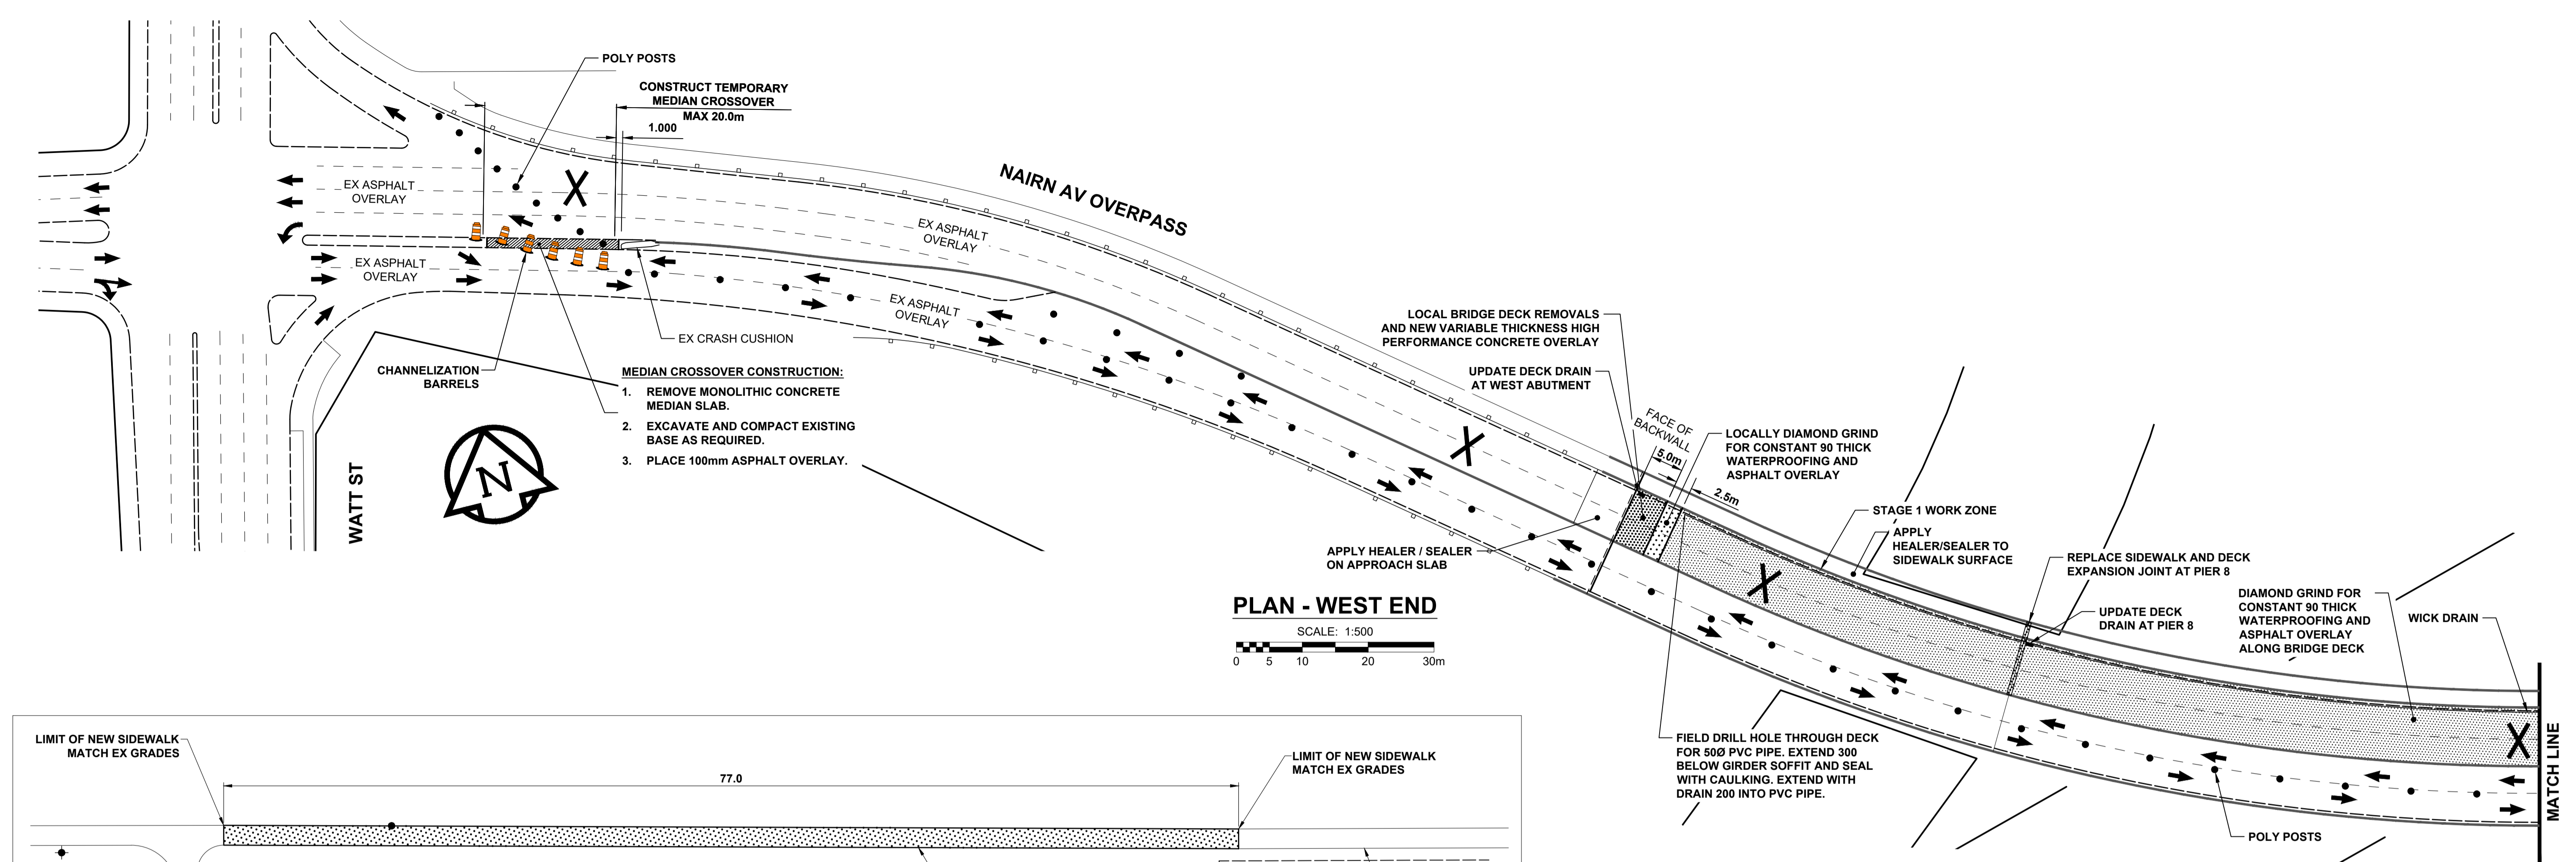 POLY POSTS
CONSTRUCT TEMPORARY
MEDIAN CROSSOVER
MAX 20.0m
1.000
NAIRN AV OVERPASS
EX ASPHALT
OVERLAY
EX ASPHALT
OVERLAY
EX ASPHALT
OVERLAY
EX ASPHALT
OVERLAY
EX CRASH CUSHION
CHANNELIZATION
BARRELS
MEDIAN CROSSOVER CONSTRUCTION:
1. REMOVE MONOLITHIC CONCRETE
MEDIAN SLAB.
2. EXCAVATE AND COMPACT EXISTING
BASE AS REQUIRED.
3. PLACE 100mm ASPHALT OVERLAY.
N
WATT ST
LOCAL BRIDGE DECK REMOVALS
AND NEW VARIABLE THICKNESS HIGH
PERFORMANCE CONCRETE OVERLAY
UPDATE DECK DRAIN
AT WEST ABUTMENT
FACE OF
BACKWALL
5.0m
2.5m
LOCALLY DIAMOND GRIND
FOR CONSTANT 90 THICK
WATERPROOFING AND
ASPHALT OVERLAY
STAGE 1 WORK ZONE
APPLY
HEALER/SEALER TO
SIDEWALK SURFACE
APPLY HEALER / SEALER
ON APPROACH SLAB
REPLACE SIDEWALK AND DECK
EXPANSION JOINT AT PIER 8
UPDATE DECK
DRAIN AT PIER 8
DIAMOND GRIND FOR
CONSTANT 90 THICK
WATERPROOFING AND
ASPHALT OVERLAY
ALONG BRIDGE DECK
WICK DRAIN
PLAN - WEST END
SCALE: 1:500
0 5 10 20 30m
FIELD DRILL HOLE THROUGH DECK
FOR 50Ø PVC PIPE. EXTEND 300
BELOW GIRDER SOFFIT AND SEAL
WITH CAULKING. EXTEND WITH
DRAIN 200 INTO PVC PIPE.
MATCH LINE
POLY POSTS
LIMIT OF NEW SIDEWALK
MATCH EX GRADES
77.0
LIMIT OF NEW SIDEWALK
MATCH EX GRADES